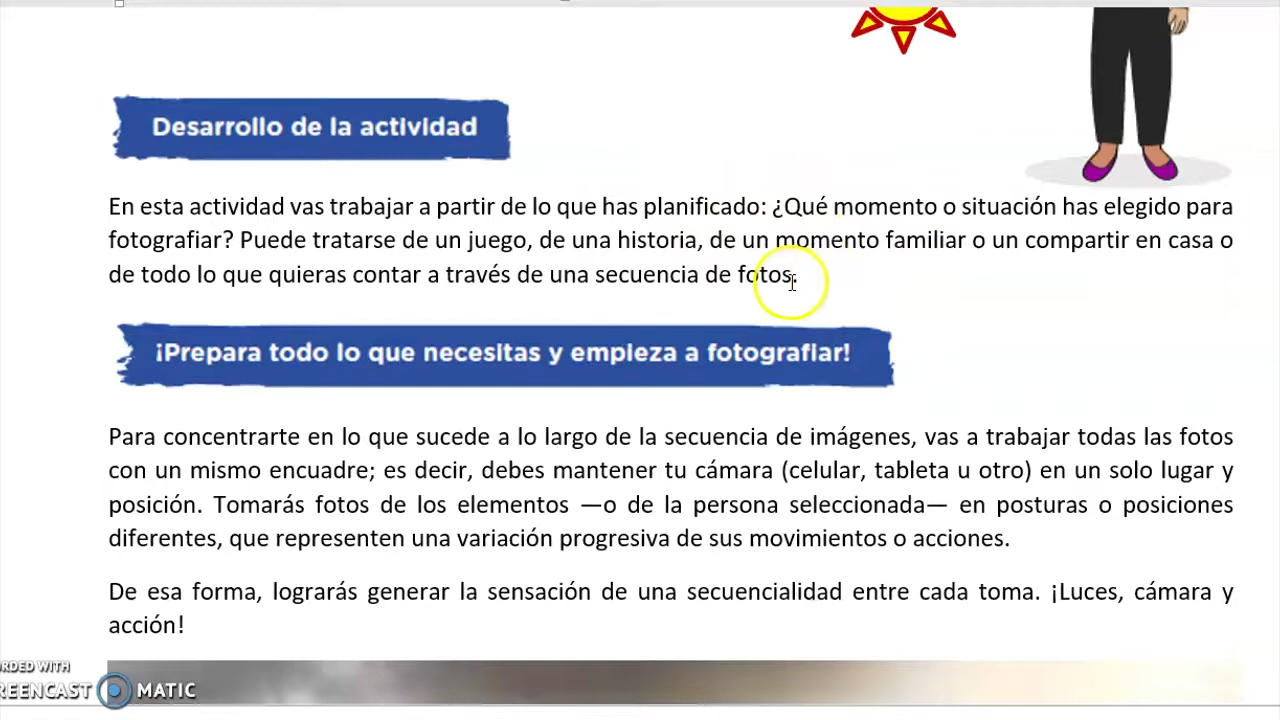 Desarrollo de la actividad
En esta actividad vas trabajar a partir de lo que has planificado: ¿Qué momento o situación has elegido para
fotografiar? Puede tratarse de un juego, de una historia, de un momento familiar o un compartir en casa o
de todo lo que quieras contar a través de una secuencia de fotos.
¡Prepara todo lo que necesitas y empieza a fotografiar!
Para concentrarte en lo que sucede a lo largo de la secuencia de imágenes, vas a trabajar todas las fotos
con un mismo encuadre; es decir, debes mantener tu cámara (celular, tableta u otro) en un solo lugar y
posición. Tomarás fotos de los elementos —o de la persona seleccionada— en posturas o posiciones
diferentes, que representen una variación progresiva de sus movimientos o acciones.
De esa forma, lograrás generar la sensación de una secuencialidad entre cada toma. ¡Luces, cámara y
acción!
RDED WITH
REENCAST MATIC